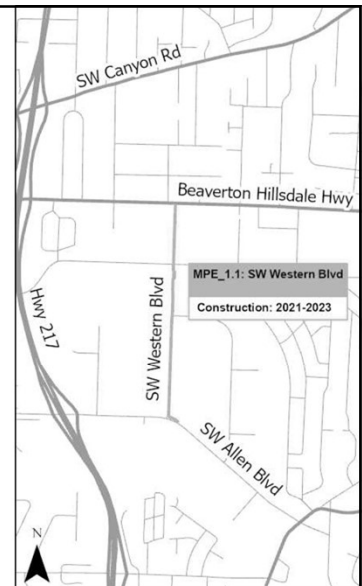 SW Canyon Rd
Beaverton Hillsdale Hwy
MPE_1.1: SW Western Blvd
Construction: 2021-2023
Hwy 217
SW Western Blvd
SW Allen Blvd
N